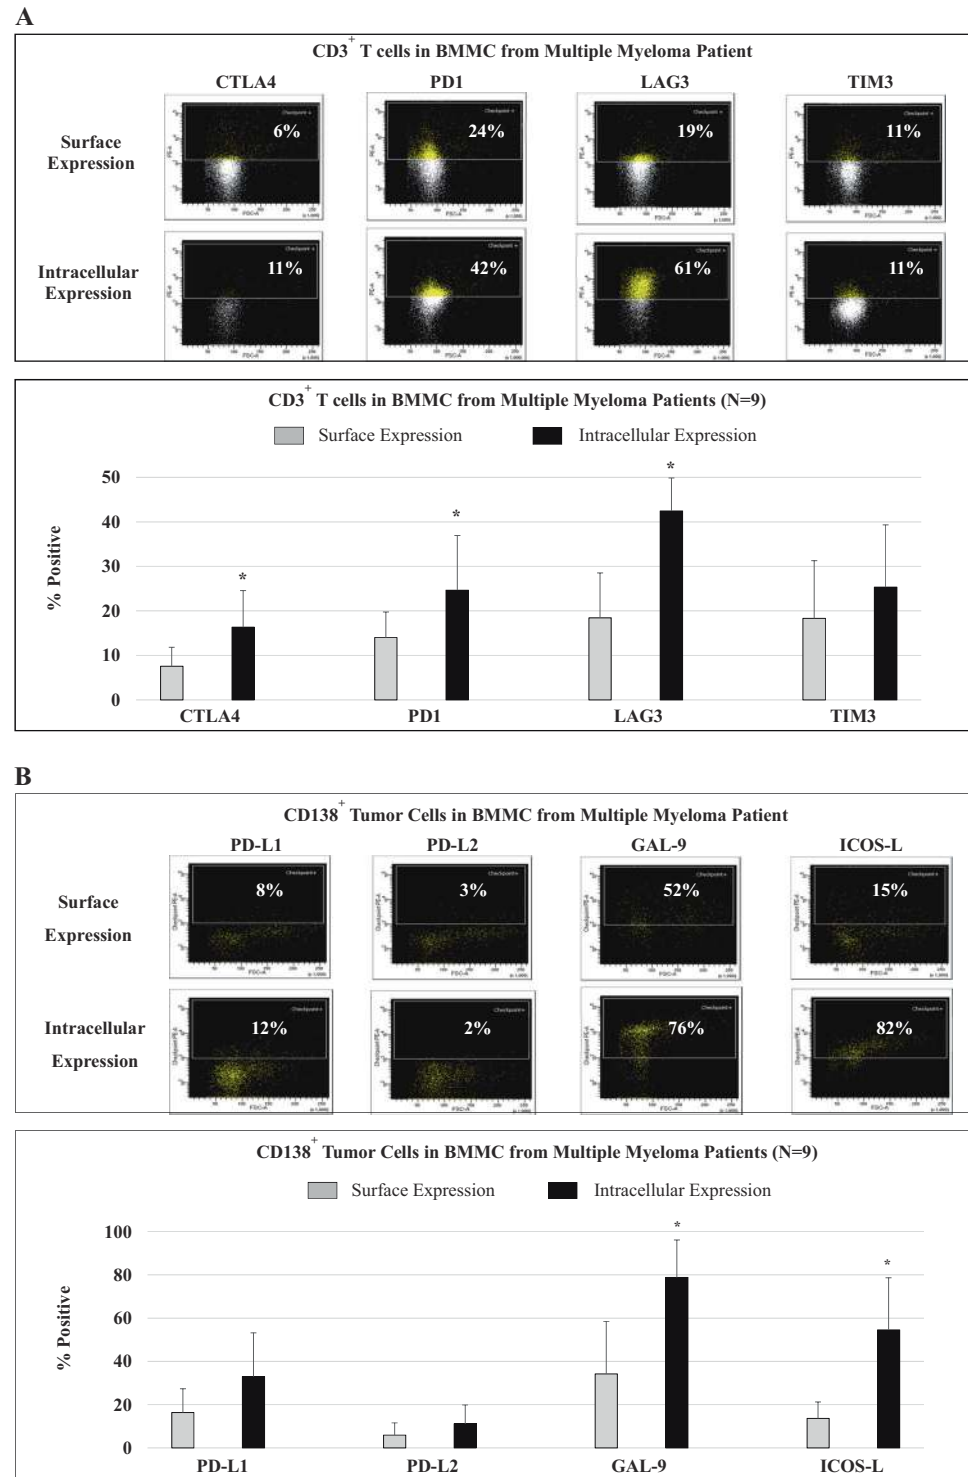 A
CD3+ T cells in BMMC from Multiple Myeloma Patient
CTLA4 PD1 LAG3 TIM3
Surface
Expression
6% 24% 19% 11%
Intracellular
Expression
11% 42% 61% 11%
CD3+ T cells in BMMC from Multiple Myeloma Patients (N=9)
Surface Expression Intracellular Expression
% Positive
50
*
40
*
30
*
20
10
0
CTLA4 PD1 LAG3 TIM3
B
CD138+ Tumor Cells in BMMC from Multiple Myeloma Patient
PD-L1 PD-L2 GAL-9 ICOS-L
Surface
Expression
8% 3% 52% 15%
Intracellular
Expression
12% 2% 76% 82%
CD138+ Tumor Cells in BMMC from Multiple Myeloma Patients (N=9)
Surface Expression Intracellular Expression
% Positive
*
100
*
80
60
40
20
0
PD-L1 PD-L2 GAL-9 ICOS-L